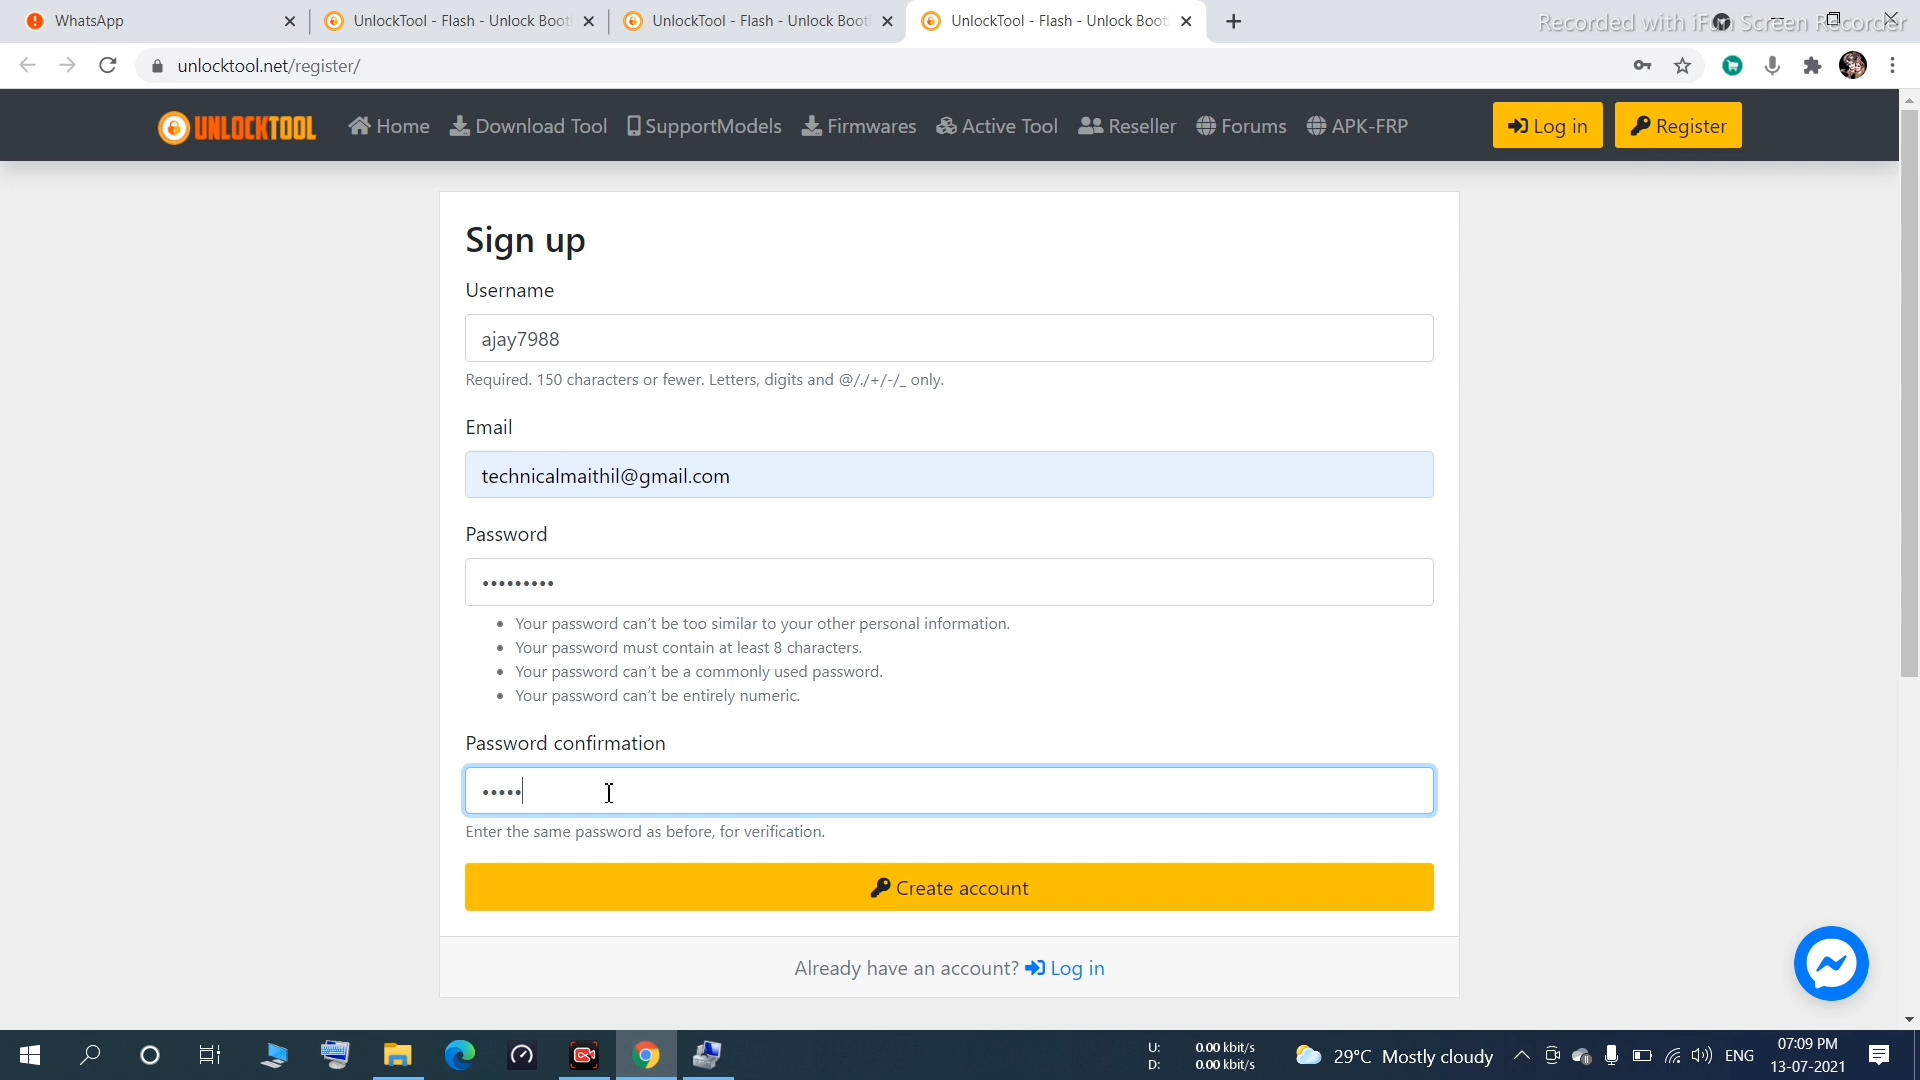 WhatsApp
UnlockTool - Flash - Unlock Boot
UnlockTool - Flash - Unlock Boot
UnlockTool - Flash - Unlock Boot
Recorded with iFun Screen Recorder
unlocktool.net/register/
UNLOCKTOOL
Home
Download Tool
SupportModels
Firmwares
Active Tool
Reseller
Forums
APK-FRP
Log in
Register
Sign up
Username
ajay7988
Required. 150 characters or fewer. Letters, digits and @/./+/-/_ only.
Email
technicalmaithil@gmail.com
Password
•••••••••
• Your password can't be too similar to your other personal information.
• Your password must contain at least 8 characters.
• Your password can't be a commonly used password.
• Your password can't be entirely numeric.
Password confirmation
•••••
Enter the same password as before, for verification.
Create account
Already have an account? Log in
U: 0.00 kbit/s
D: 0.00 kbit/s
29°C Mostly cloudy
ENG
07:09 PM
13-07-2021